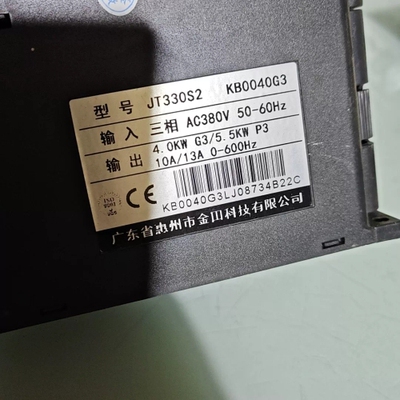 型 号 JT330S2 KB0040G3
输 入 三相 AC380V 50-60Hz
输 出 4.0KW G3/5.5KW P3
10A/13A 0-600Hz
CE
KB0040G3LJ08734B22C
广东省惠州市金田科技有限公司